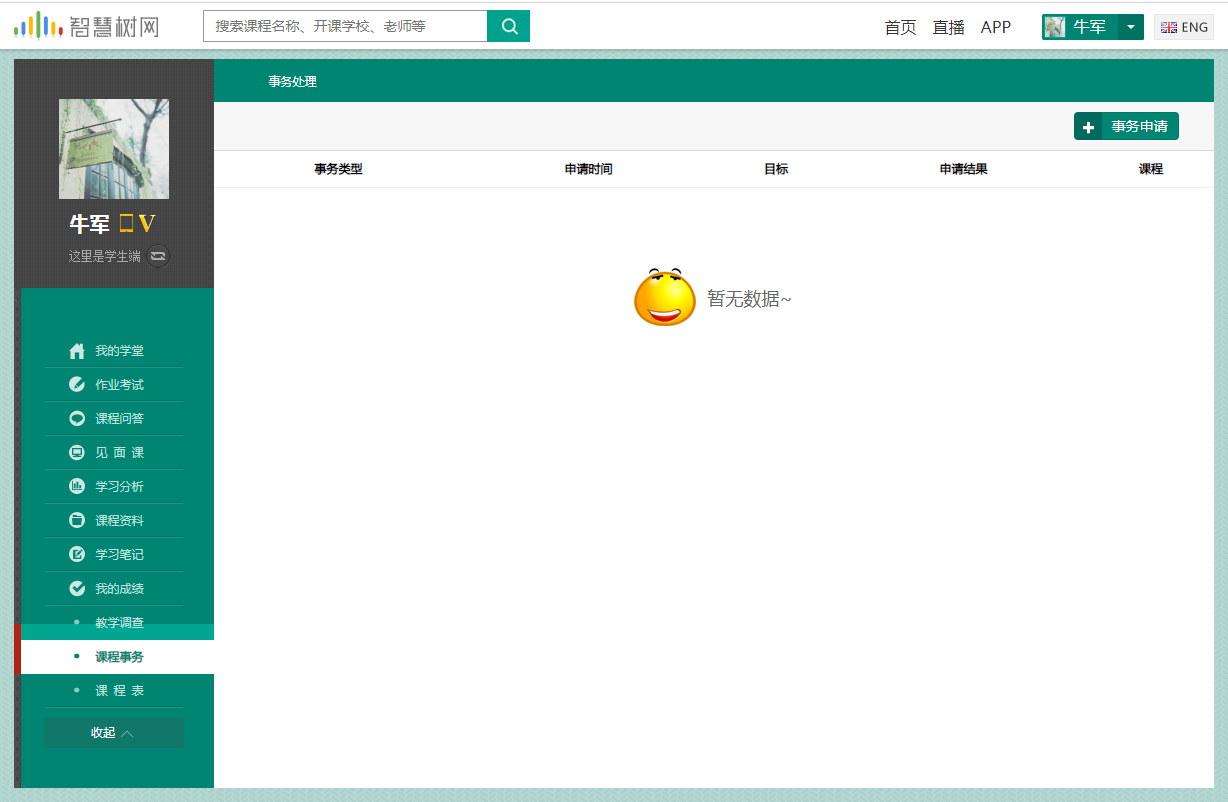 智慧树网
搜索课程名称、开课学校、老师等
首页 直播 APP
牛军
ENG
事务处理
牛军 V
这里是学生端
事务申请
事务类型 申请时间 目标 申请结果 课程
暂无数据~
我的学堂
作业考试
课程问答
见 面 课
学习分析
课程资料
学习笔记
我的成绩
教学调查
课程事务
课 程 表
收起